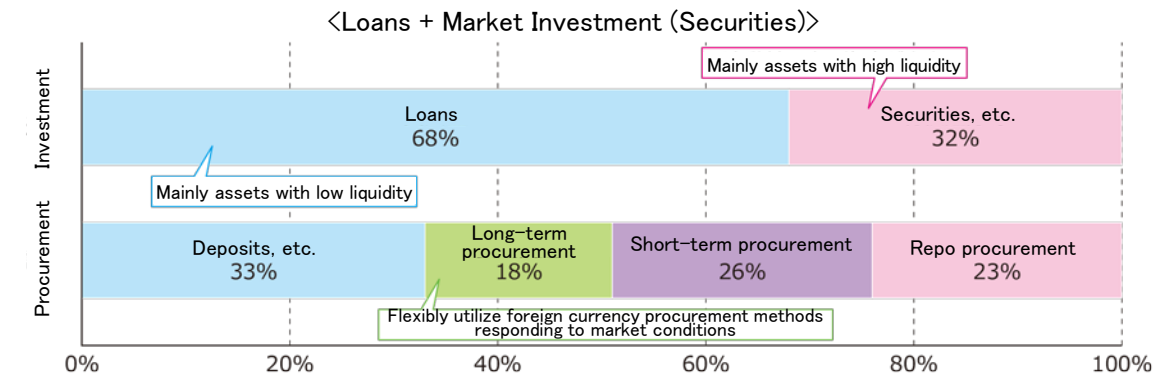 <Loans + Market Investment (Securities)>
Mainly assets with high liquidity
Investment
Loans
68%
Securities, etc.
32%
Mainly assets with low liquidity
Procurement
Deposits, etc.
33%
Long-term
procurement
18%
Short-term procurement
26%
Repo procurement
23%
Flexibly utilize foreign currency procurement methods
responding to market conditions
0%
20%
40%
60%
80%
100%